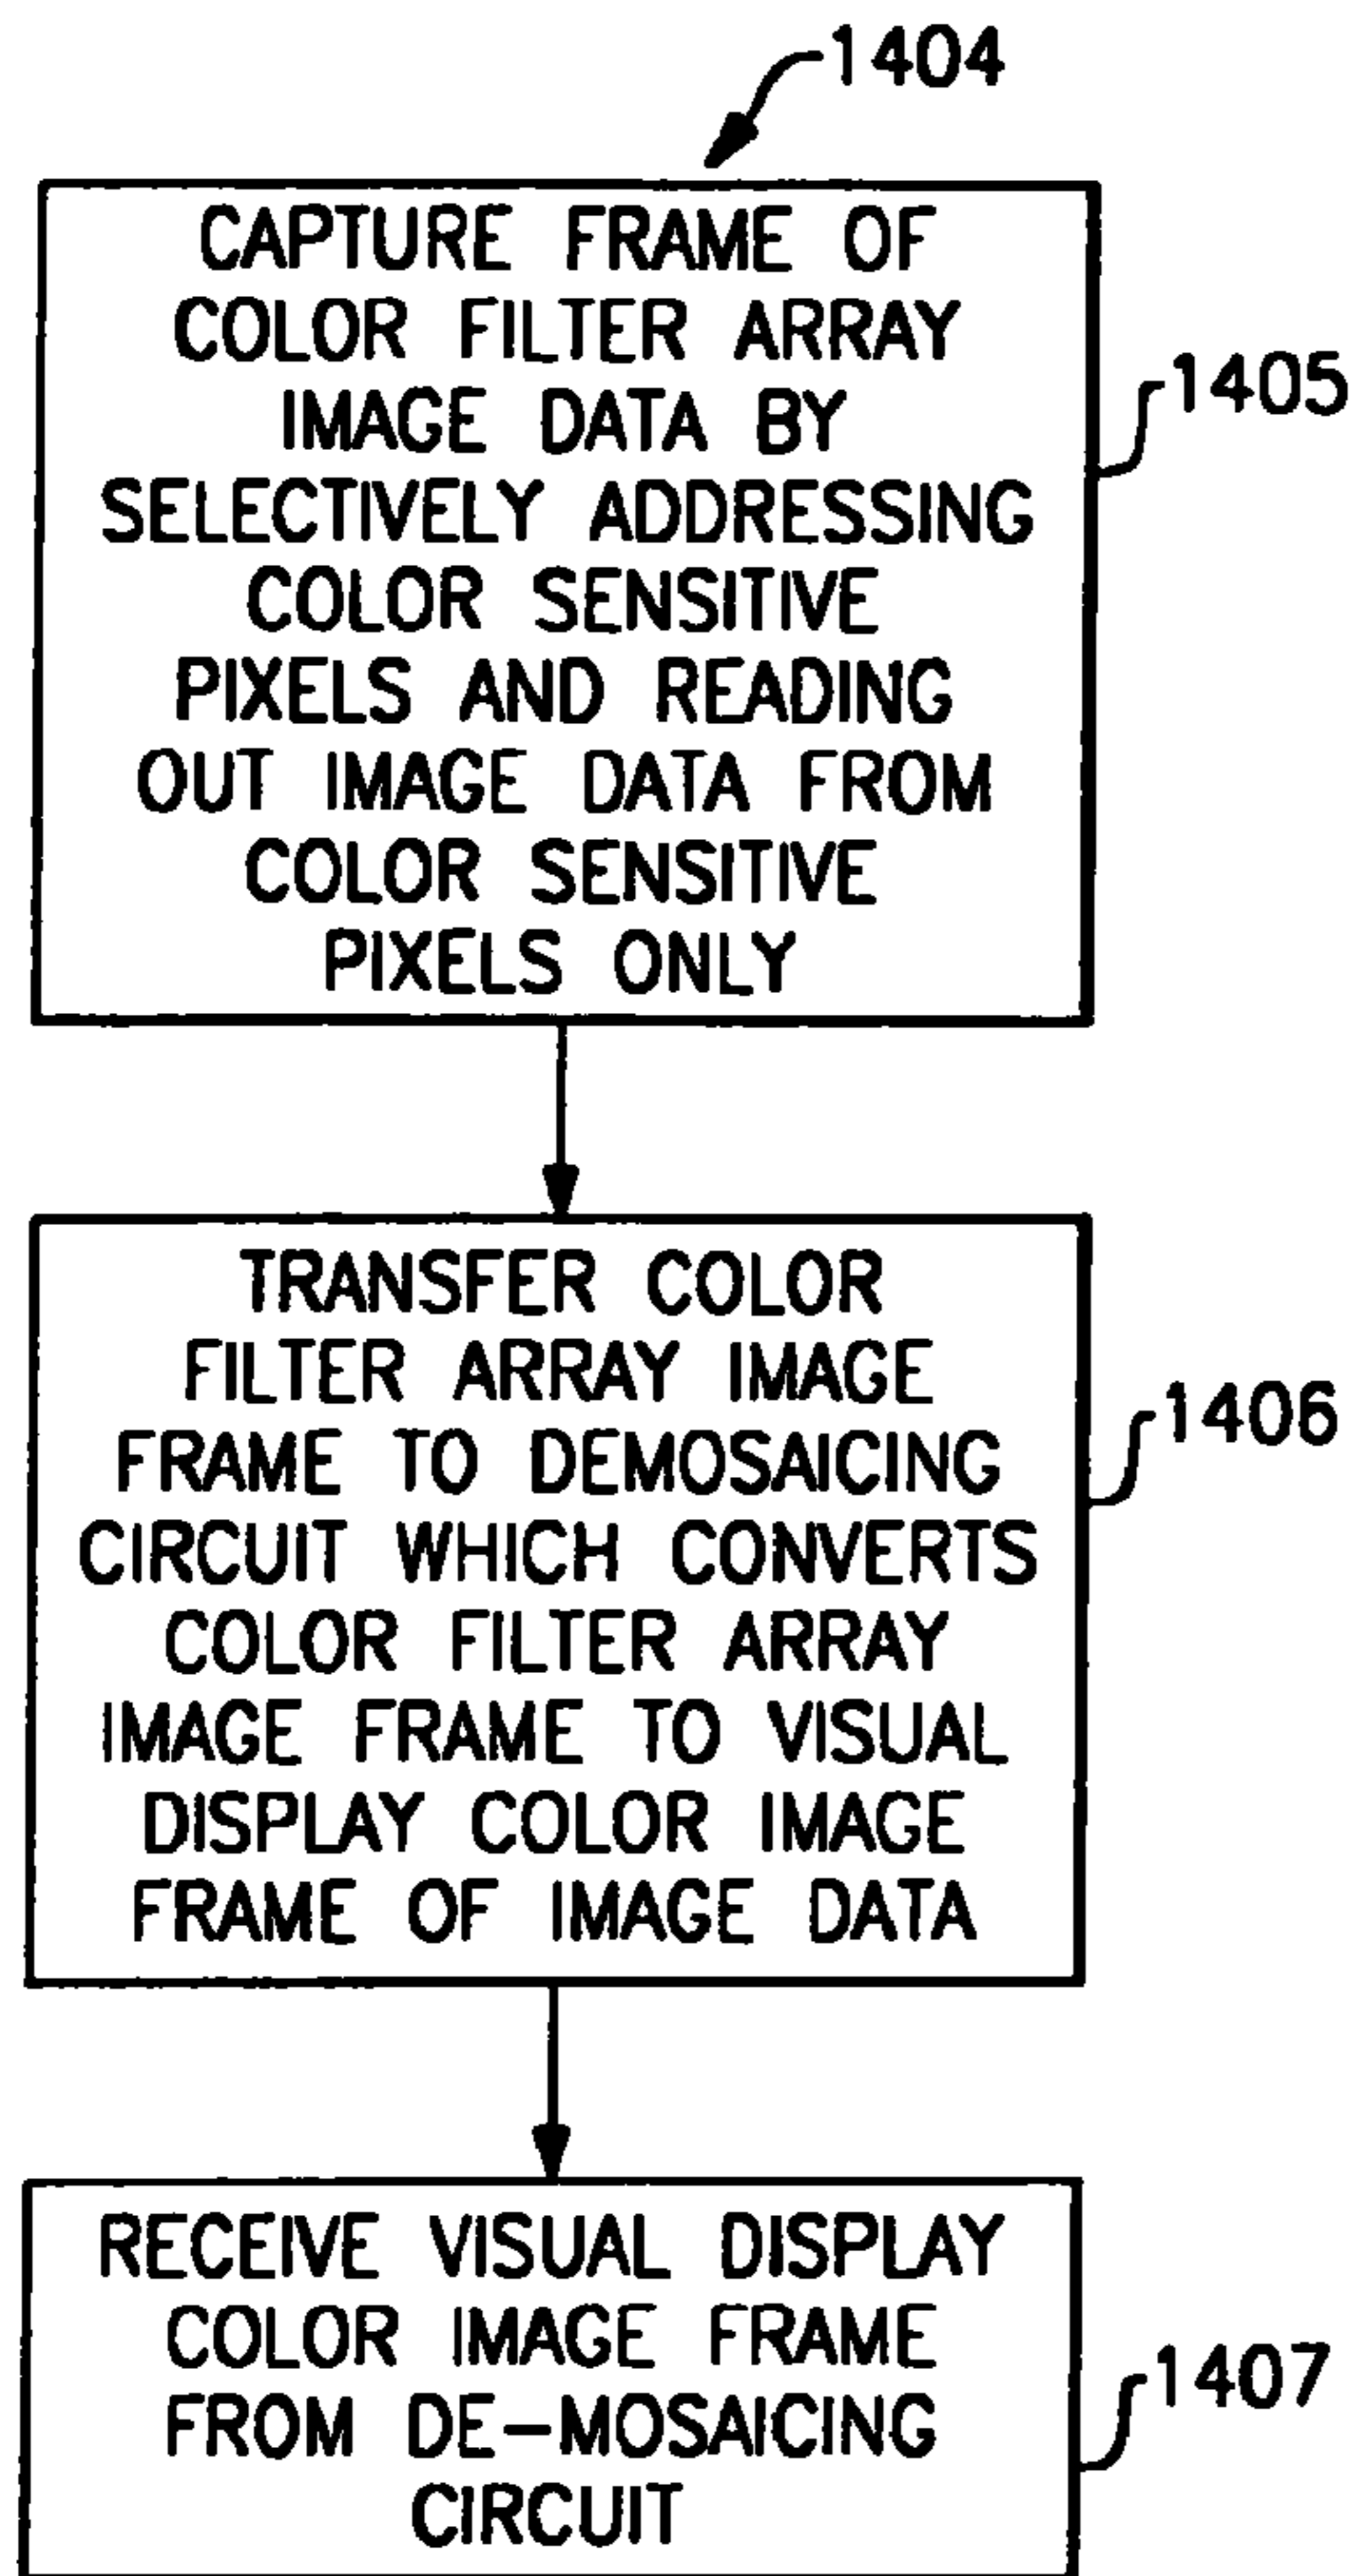 1404
CAPTURE FRAME OF
COLOR FILTER ARRAY
IMAGE DATA BY
SELECTIVELY ADDRESSING
COLOR SENSITIVE
PIXELS AND READING
OUT IMAGE DATA FROM
COLOR SENSITIVE
PIXELS ONLY
1405
TRANSFER COLOR
FILTER ARRAY IMAGE
FRAME TO DEMOSAICING
CIRCUIT WHICH CONVERTS
COLOR FILTER ARRAY
IMAGE FRAME TO VISUAL
DISPLAY COLOR IMAGE
FRAME OF IMAGE DATA
1406
RECEIVE VISUAL DISPLAY
COLOR IMAGE FRAME
FROM DE-MOSAICING
CIRCUIT
1407